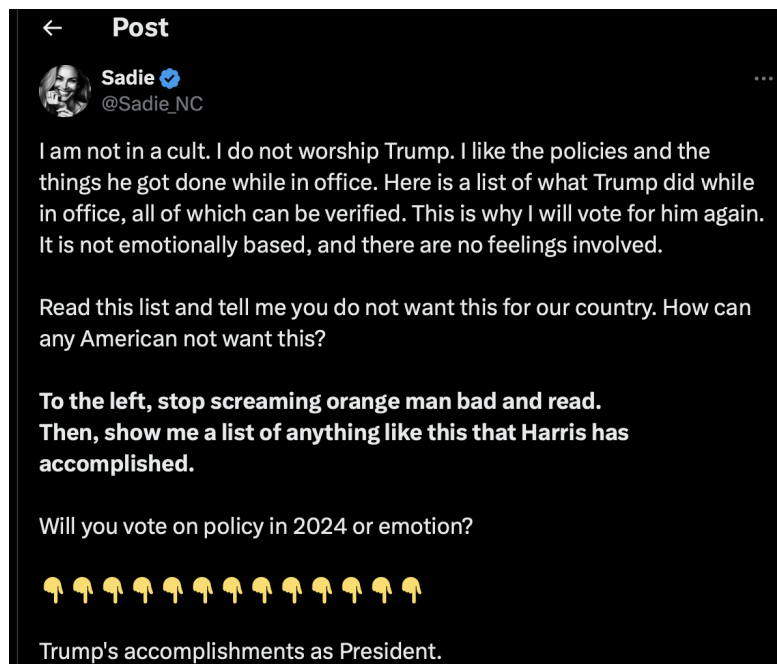 ← Post
Sadie
@Sadie_NC
I am not in a cult. I do not worship Trump. I like the policies and the
things he got done while in office. Here is a list of what Trump did while
in office, all of which can be verified. This is why I will vote for him again.
It is not emotionally based, and there are no feelings involved.
Read this list and tell me you do not want this for our country. How can
any American not want this?
To the left, stop screaming orange man bad and read.
Then, show me a list of anything like this that Harris has
accomplished.
Will you vote on policy in 2024 or emotion?
👇👇👇👇👇👇👇👇👇👇👇👇👇
Trump's accomplishments as President.